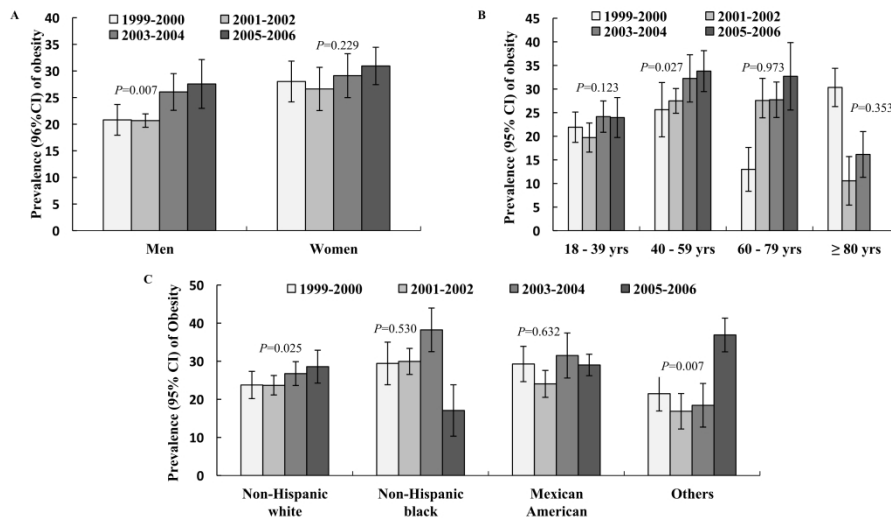 A
Prevalence (96%CI) of obesity
40
35
30
25
20
15
10
5
0
1999-2000
2001-2002
2003-2004
2005-2006
P=0.007
P=0.229
Men
Women
B
Prevalence (95% CI) of obesity
45
40
35
30
25
20
15
10
5
0
1999-2000
2001-2002
2003-2004
2005-2006
P=0.123
P=0.027
P=0.973
P=0.353
18 - 39 yrs
40 - 59 yrs
60 - 79 yrs
≥ 80 yrs
C
Prevalence (95% CI) of Obesity
50
40
30
20
10
0
1999-2000
2001-2002
2003-2004
2005-2006
P=0.025
P=0.530
P=0.632
P=0.007
Non-Hispanic
white
Non-Hispanic
black
Mexican
American
Others